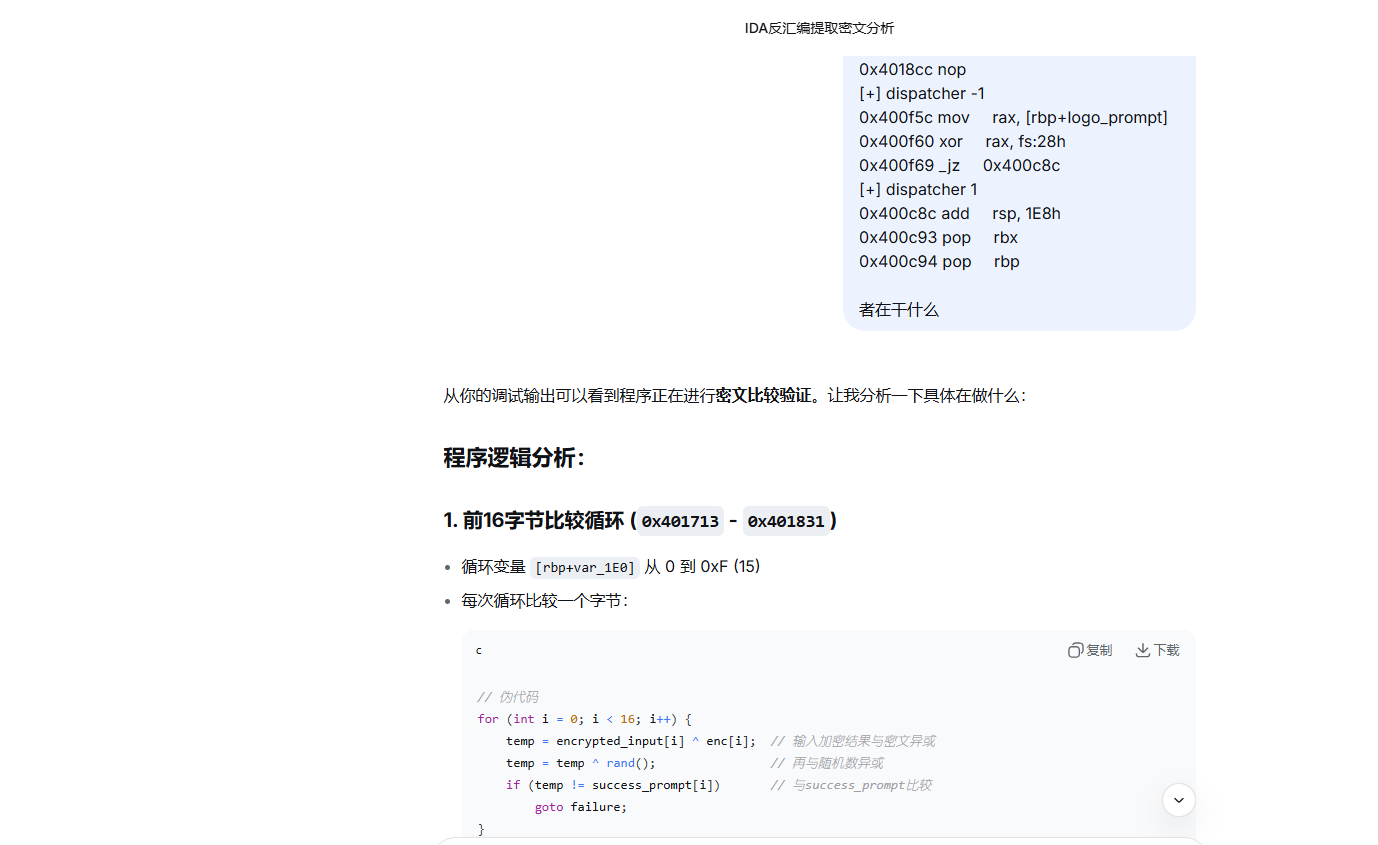 IDA反汇编提取密文分析
0x4018cc nop
[+] dispatcher -1
0x400f5c mov     rax, [rbp+logo_prompt]
0x400f60 xor     rax, fs:28h
0x400f69 _jz     0x400c8c
[+] dispatcher 1
0x400c8c add     rsp, 1E8h
0x400c93 pop     rbx
0x400c94 pop     rbp
者在干什么
从你的调试输出可以看到程序正在进行密文比较验证。让我分析一下具体在做什么：
程序逻辑分析：
1. 前16字节比较循环 (0x401713 - 0x401831)
循环变量 [rbp+var_1E0] 从 0 到 0xF (15)
每次循环比较一个字节：
c 复制 下载
// 伪代码
for (int i = 0; i < 16; i++) {
    temp = encrypted_input[i] ^ enc[i];  // 输入加密结果与密文异或
    temp = temp ^ rand();                // 再与随机数异或
    if (temp != success_prompt[i])       // 与success_prompt比较
        goto failure;
}